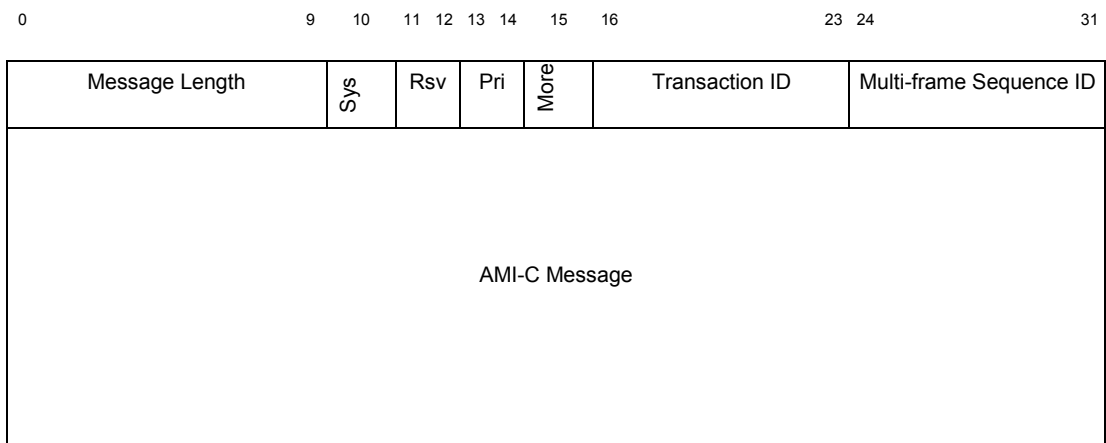 0 9 10 11 12 13 14 15 16 23 24 31
Message Length Sys Rsv Pri More Transaction ID Multi-frame Sequence ID
AMI-C Message